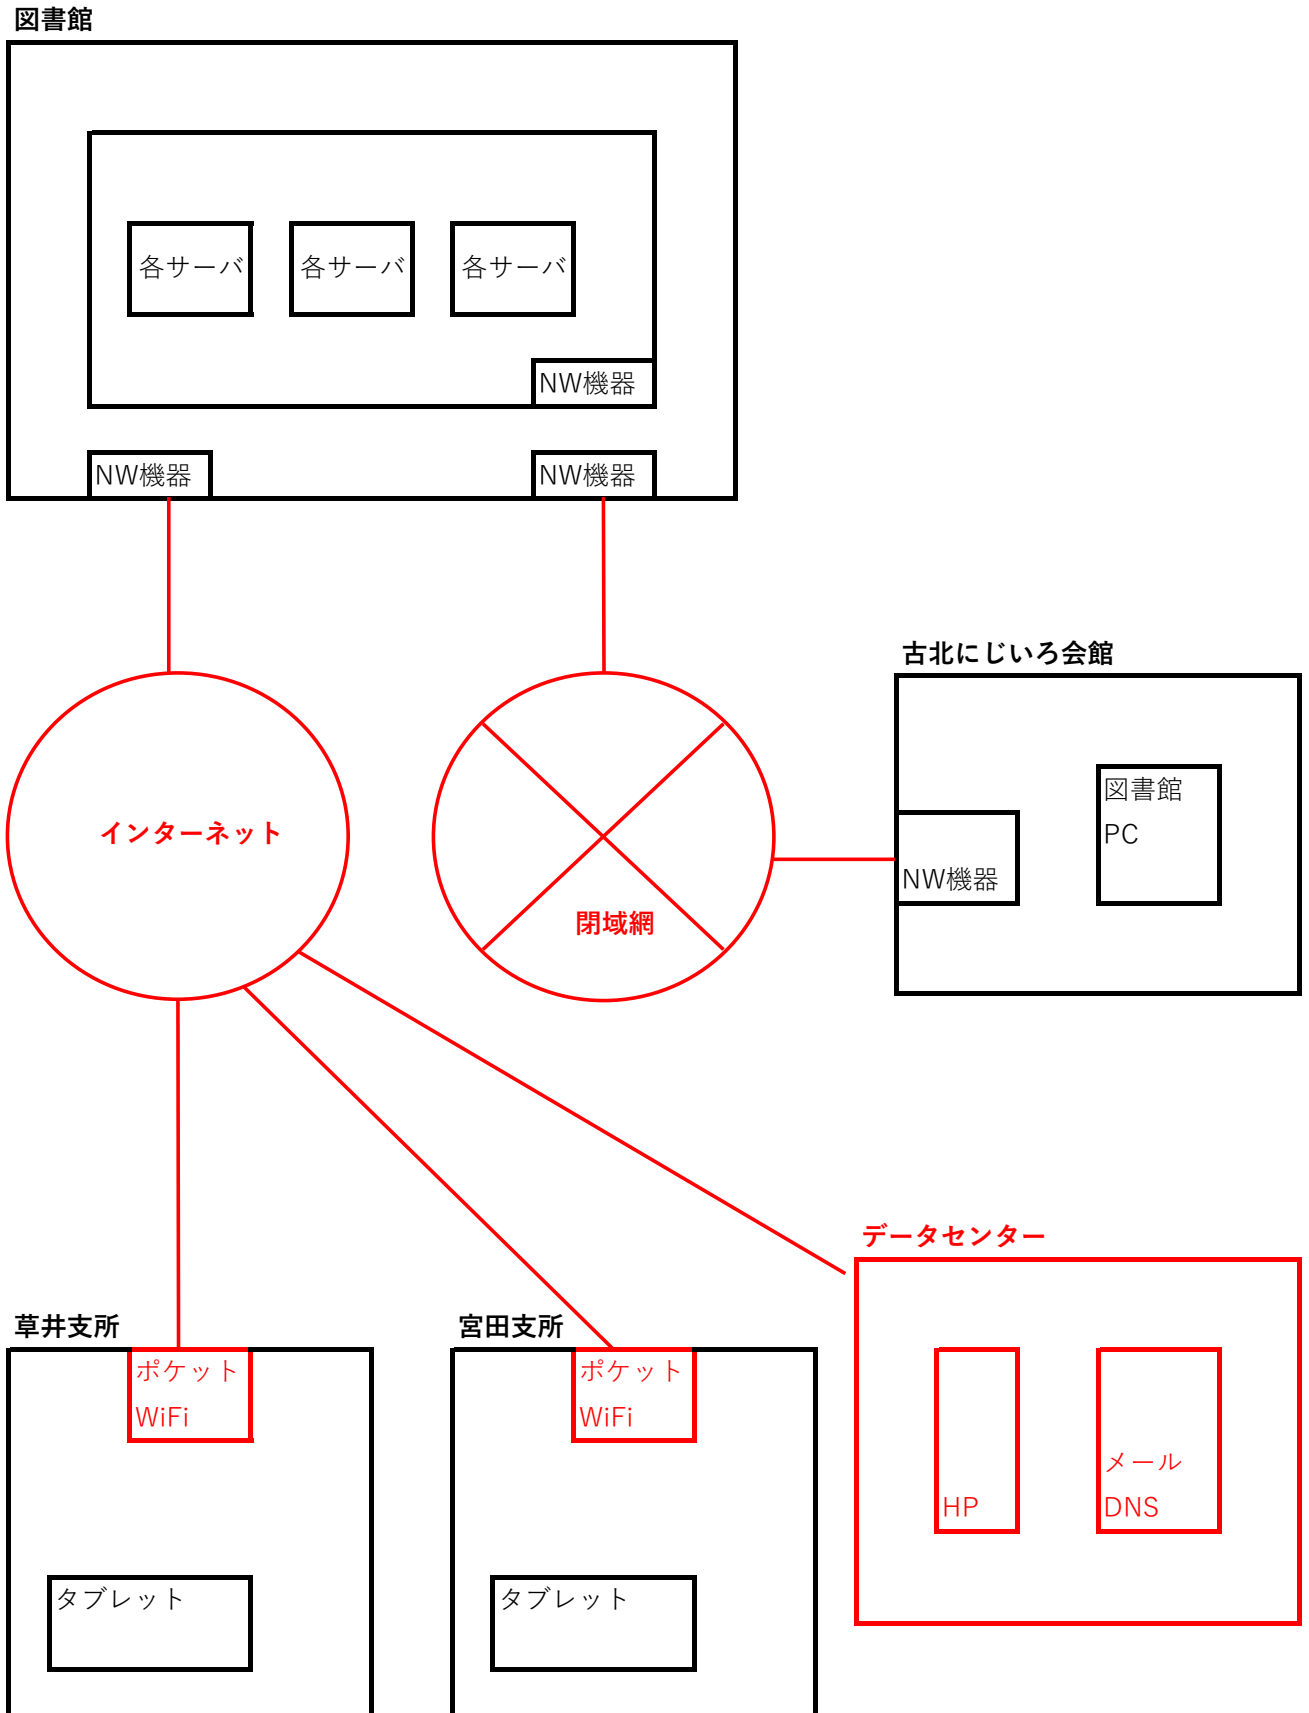 図書館
各サーバ
各サーバ
各サーバ
NW機器
NW機器
NW機器
古北にじいろ会館
図書館
PC
NW機器
インターネット
閉域網
データセンター
草井支所
宮田支所
ポケット
WiFi
ポケット
WiFi
HP
メール
DNS
タブレット
タブレット